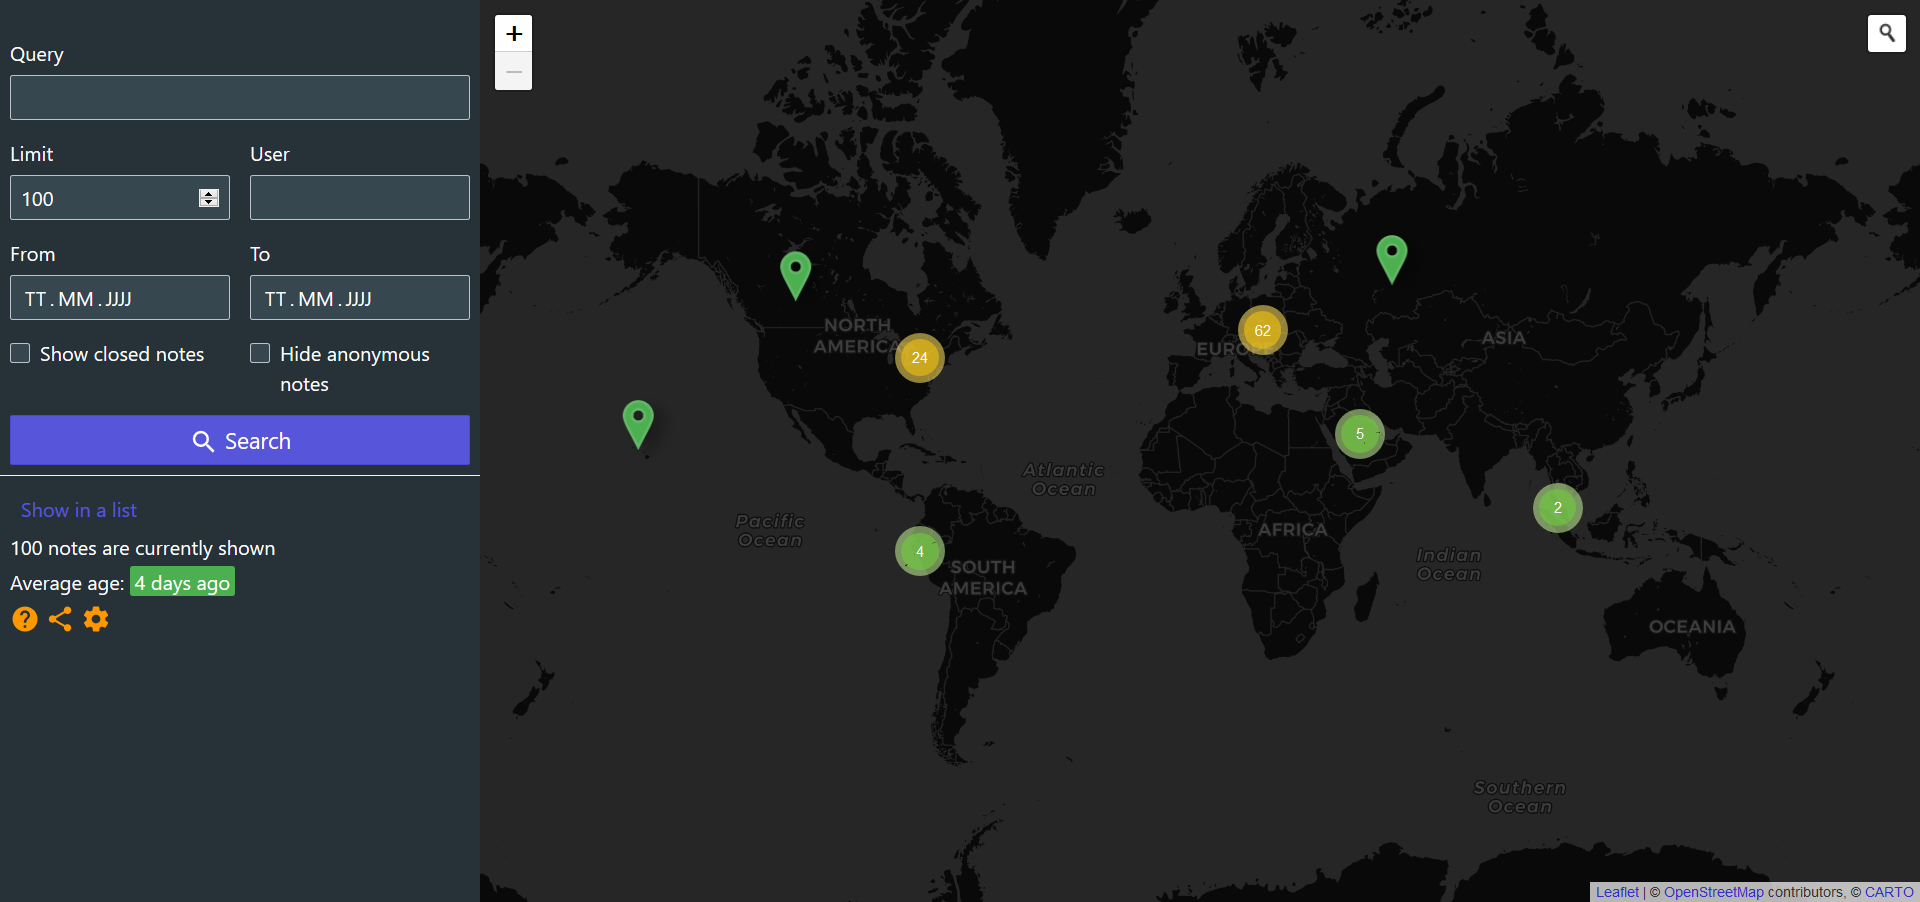 Query
Limit
User
100
From
To
TT.MM.JJJJ
TT.MM.JJJJ
Show closed notes
Hide anonymous
notes
Search
Show in a list
100 notes are currently shown
Average age: 4 days ago
?
+
−
NORTH
AMERICA
24
62
EUROPE
ASIA
5
Atlantic
Ocean
2
Pacific
Ocean
AFRICA
4
SOUTH
AMERICA
Indian
Ocean
OCEANIA
Southern
Ocean
Leaflet | © OpenStreetMap contributors, © CARTO